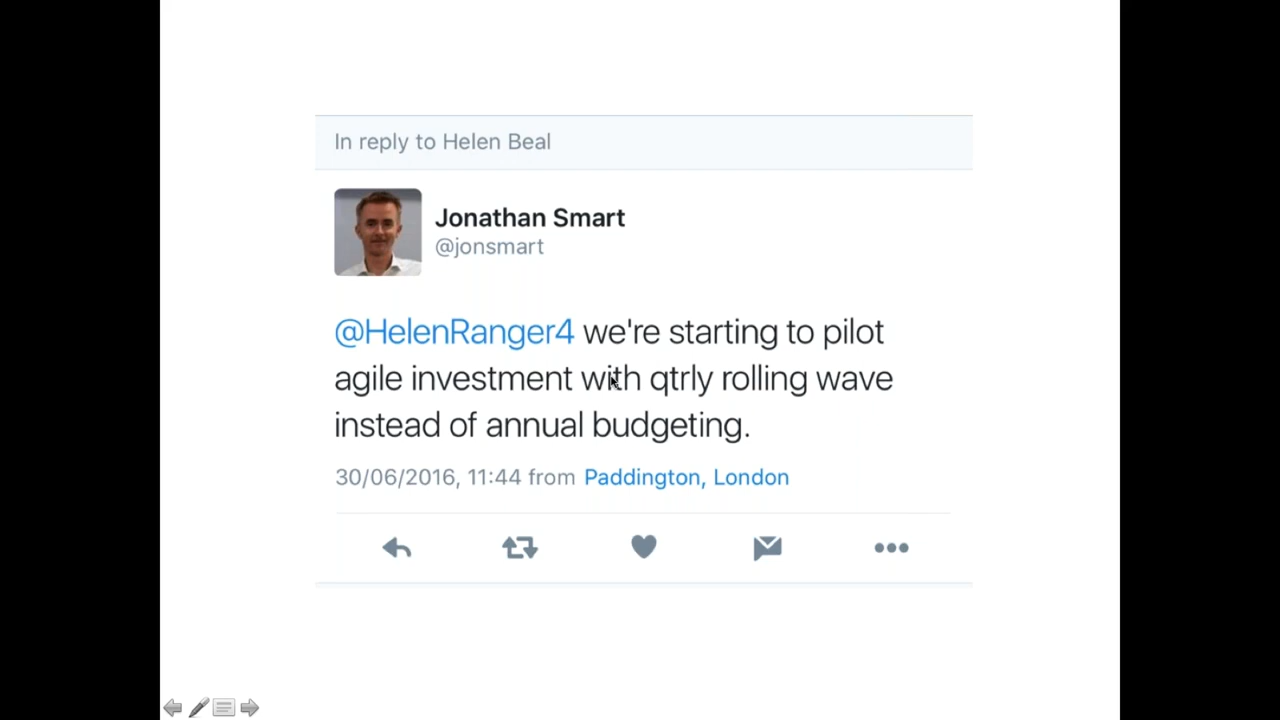 In reply to Helen Beal
Jonathan Smart
@jonsmart
@HelenRanger4 we're starting to pilot
agile investment with qtrly rolling wave
instead of annual budgeting.
30/06/2016, 11:44 from Paddington, London